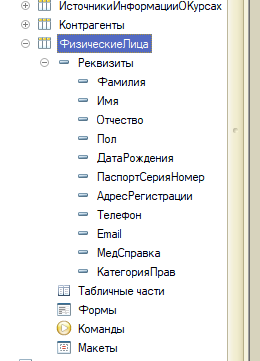 ИсточникиИнформацииОКурсах
Контрагенты
ФизическиеЛица
Реквизиты
Фамилия
Имя
Отчество
Пол
ДатаРождения
ПаспортСерияНомер
АдресРегистрации
Телефон
Email
МедСправка
КатегорияПрав
Табличные части
Формы
Команды
Макеты